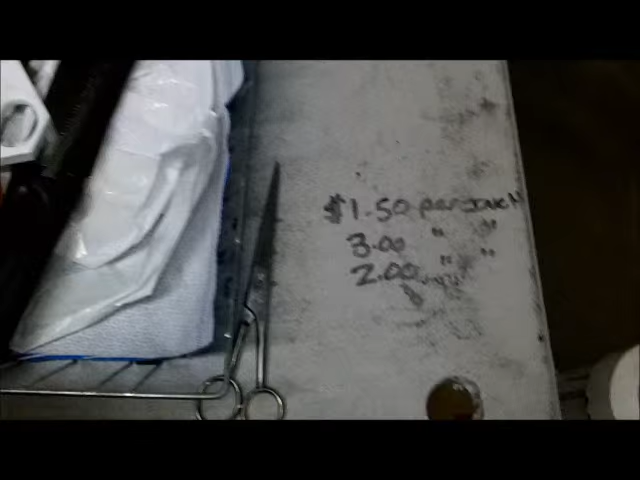 $1.50 per inch
3.00 " "
2.00 " "